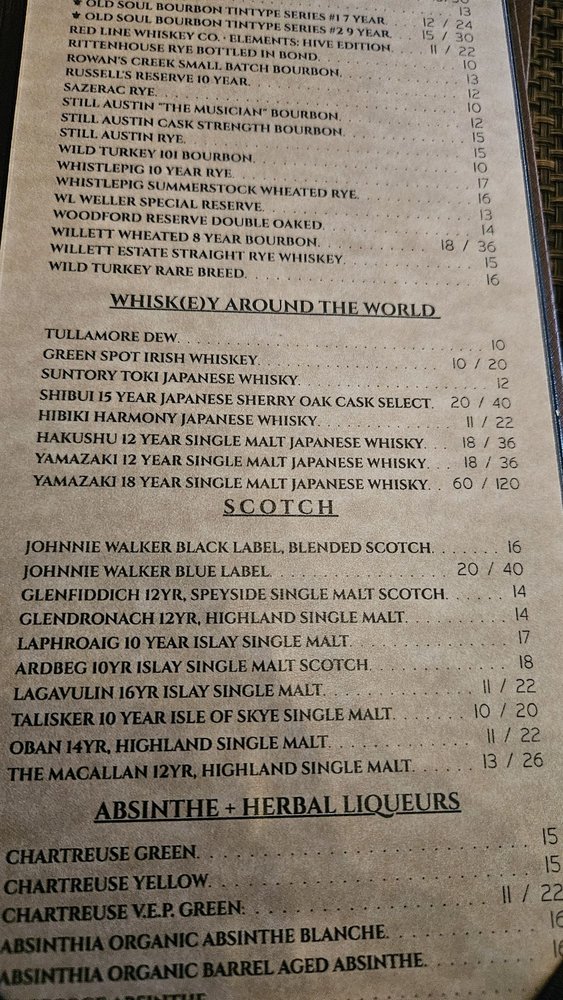 ★ OLD SOUL BOURBON TINTYPE SERIES #1 7 YEAR 13
★ OLD SOUL BOURBON TINTYPE SERIES #2 9 YEAR 12 / 24
RED LINE WHISKEY CO. · ELEMENTS: HIVE EDITION 15 / 30
RITTENHOUSE RYE BOTTLED IN BOND 11 / 22
ROWAN'S CREEK SMALL BATCH BOURBON 10
RUSSELL'S RESERVE 10 YEAR 13
SAZERAC RYE 12
STILL AUSTIN "THE MUSICIAN" BOURBON 10
STILL AUSTIN CASK STRENGTH BOURBON 12
STILL AUSTIN RYE 15
WILD TURKEY 101 BOURBON 15
WHISTLEPIG 10 YEAR RYE 10
WHISTLEPIG SUMMERSTOCK WHEATED RYE 17
WL WELLER SPECIAL RESERVE 16
WOODFORD RESERVE DOUBLE OAKED 13
WILLETT WHEATED 8 YEAR BOURBON 14
WILLETT ESTATE STRAIGHT RYE WHISKEY 18 / 36
WILD TURKEY RARE BREED 15
16
WHISK(E)Y AROUND THE WORLD
TULLAMORE DEW 10
GREEN SPOT IRISH WHISKEY 10 / 20
SUNTORY TOKI JAPANESE WHISKY 12
SHIBUI 15 YEAR JAPANESE SHERRY OAK CASK SELECT 20 / 40
HIBIKI HARMONY JAPANESE WHISKY 11 / 22
HAKUSHU 12 YEAR SINGLE MALT JAPANESE WHISKY 18 / 36
YAMAZAKI 12 YEAR SINGLE MALT JAPANESE WHISKY 18 / 36
YAMAZAKI 18 YEAR SINGLE MALT JAPANESE WHISKY 60 / 120
SCOTCH
JOHNNIE WALKER BLACK LABEL, BLENDED SCOTCH 16
JOHNNIE WALKER BLUE LABEL 20 / 40
GLENFIDDICH 12YR, SPEYSIDE SINGLE MALT SCOTCH 14
GLENDRONACH 12YR, HIGHLAND SINGLE MALT 14
LAPHROAIG 10 YEAR ISLAY SINGLE MALT 17
ARDBEG 10YR ISLAY SINGLE MALT SCOTCH 18
LAGAVULIN 16YR ISLAY SINGLE MALT 11 / 22
TALISKER 10 YEAR ISLE OF SKYE SINGLE MALT 10 / 20
OBAN 14YR, HIGHLAND SINGLE MALT 11 / 22
THE MACALLAN 12YR, HIGHLAND SINGLE MALT 13 / 26
ABSINTHE + HERBAL LIQUEURS
CHARTREUSE GREEN 15
CHARTREUSE YELLOW 15
CHARTREUSE V.E.P. GREEN 11 / 22
ABSINTHIA ORGANIC ABSINTHE BLANCHE 16
ABSINTHIA ORGANIC BARREL AGED ABSINTHE
ABSINTHE